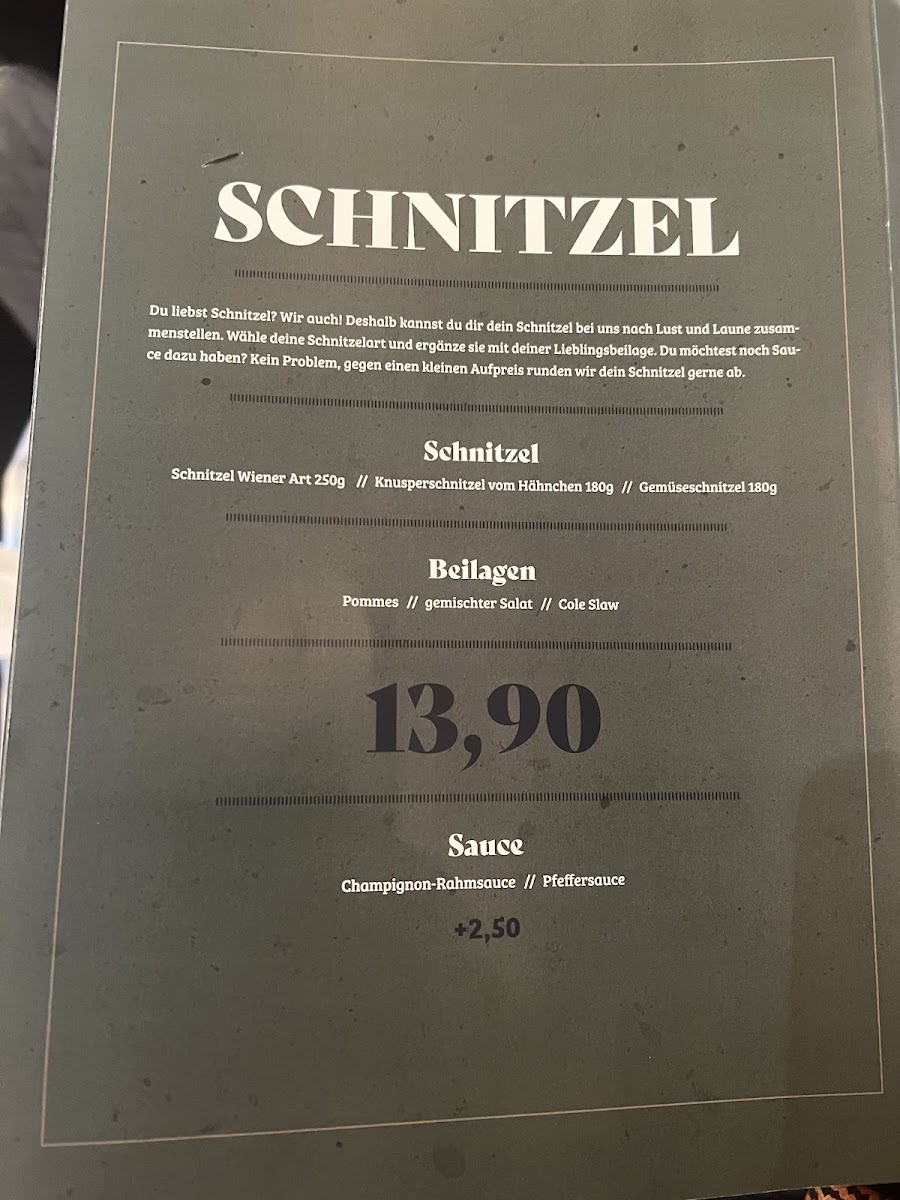 SCHNITZEL
Du liebst Schnitzel? Wir auch! Deshalb kannst du dir dein Schnitzel bei uns nach Lust und Laune zusam-
menstellen. Wähle deine Schnitzelart und ergänze sie mit deiner Lieblingsbeilage. Du möchtest noch Sau-
ce dazu haben? Kein Problem, gegen einen kleinen Aufpreis runden wir dein Schnitzel gerne ab.
Schnitzel
Schnitzel Wiener Art 250g // Knusperschnitzel vom Hähnchen 180g // Gemüseschnitzel 180g
Beilagen
Pommes // gemischter Salat // Cole Slaw
13,90
Sauce
Champignon-Rahmsauce // Pfeffersauce
+2,50